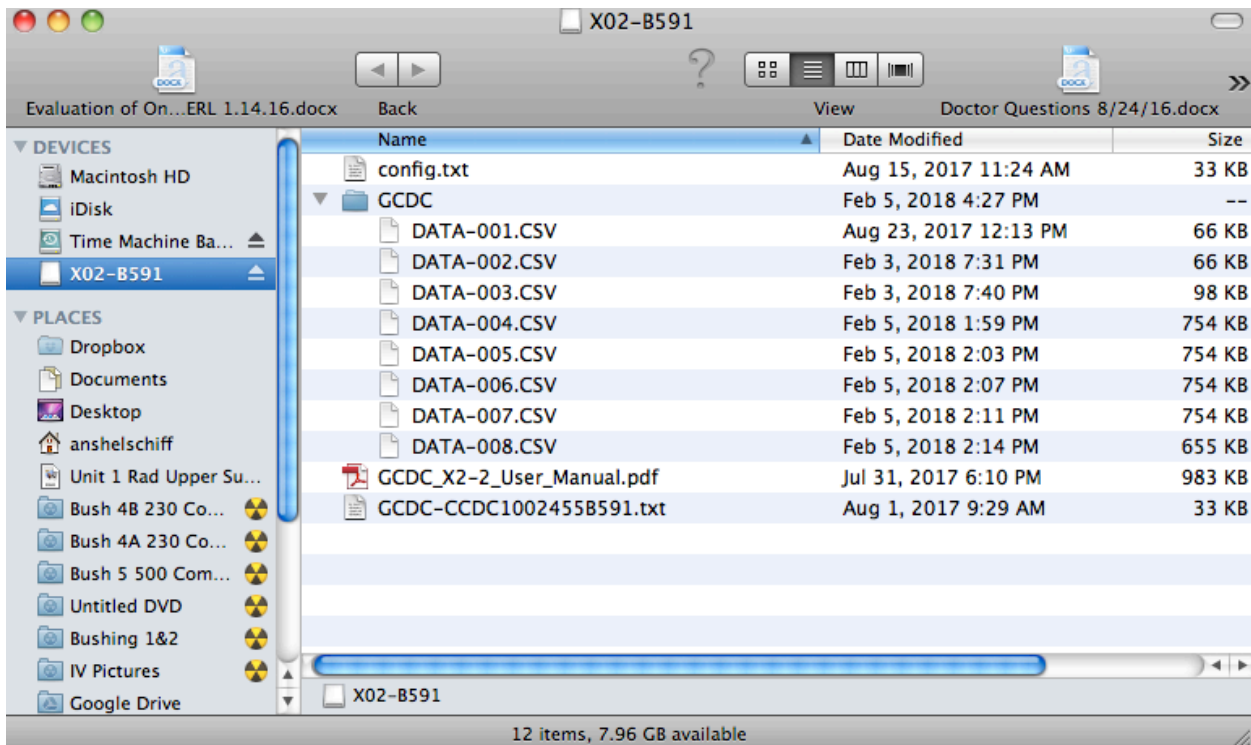 X02-B591
Evaluation of On...ERL 1.14.16.docx Back View Doctor Questions 8/24/16.docx
DEVICES
Macintosh HD
iDisk
Time Machine Ba...
X02-B591
PLACES
Dropbox
Documents
Desktop
anshelschiff
Unit 1 Rad Upper Su...
Bush 4B 230 Co...
Bush 4A 230 Co...
Bush 5 500 Com...
Untitled DVD
Bushing 1&2
IV Pictures
Google Drive
Name Date Modified Size
config.txt Aug 15, 2017 11:24 AM 33 KB
GCDC Feb 5, 2018 4:27 PM --
DATA-001.CSV Aug 23, 2017 12:13 PM 66 KB
DATA-002.CSV Feb 3, 2018 7:31 PM 66 KB
DATA-003.CSV Feb 3, 2018 7:40 PM 98 KB
DATA-004.CSV Feb 5, 2018 1:59 PM 754 KB
DATA-005.CSV Feb 5, 2018 2:03 PM 754 KB
DATA-006.CSV Feb 5, 2018 2:07 PM 754 KB
DATA-007.CSV Feb 5, 2018 2:11 PM 754 KB
DATA-008.CSV Feb 5, 2018 2:14 PM 655 KB
GCDC_X2-2_User_Manual.pdf Jul 31, 2017 6:10 PM 983 KB
GCDC-CCDC1002455B591.txt Aug 1, 2017 9:29 AM 33 KB
X02-B591
12 items, 7.96 GB available